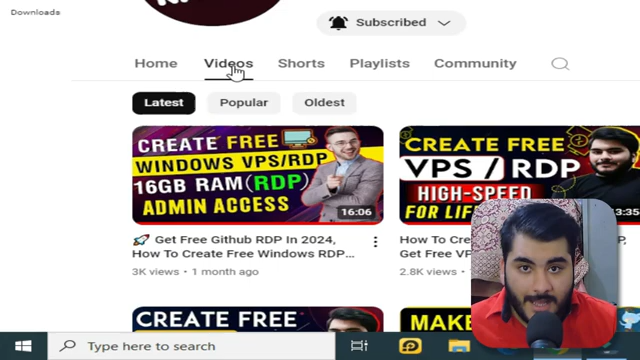 Downloads
Subscribed
Home Videos Shorts Playlists Community
Latest Popular Oldest
CREATE FREE
WINDOWS VPS/RDP
16GB RAM(RDP)
ADMIN ACCESS
16:06
CREATE FREE
VPS / RDP
HIGH-SPEED
FOR LIFE
3:35
🚀 Get Free Github RDP In 2024,
How To Create Free Windows RDP...
3K views • 1 month ago
How To Cre
Get Free VP
2.8K views •
CREATE FREE
MAKE
Type here to search